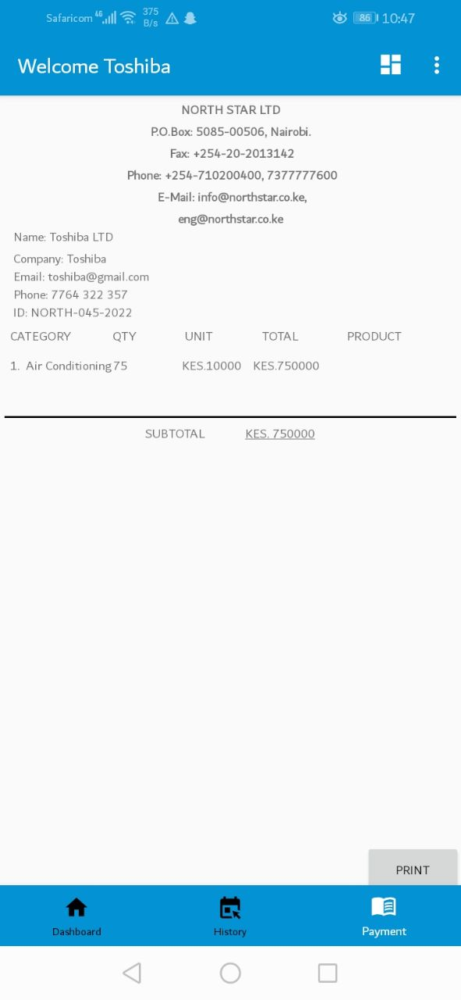 Safaricom 4G 375 B/s 86 10:47
Welcome Toshiba
NORTH STAR LTD
P.O.Box: 5085-00506, Nairobi.
Fax: +254-20-2013142
Phone: +254-710200400, 7377777600
E-Mail: info@northstar.co.ke,
eng@northstar.co.ke
Name: Toshiba LTD
Company: Toshiba
Email: toshiba@gmail.com
Phone: 7764 322 357
ID: NORTH-045-2022
CATEGORY QTY UNIT TOTAL PRODUCT
1. Air Conditioning 75 KES.10000 KES.750000
SUBTOTAL KES. 750000
PRINT
Dashboard History Payment